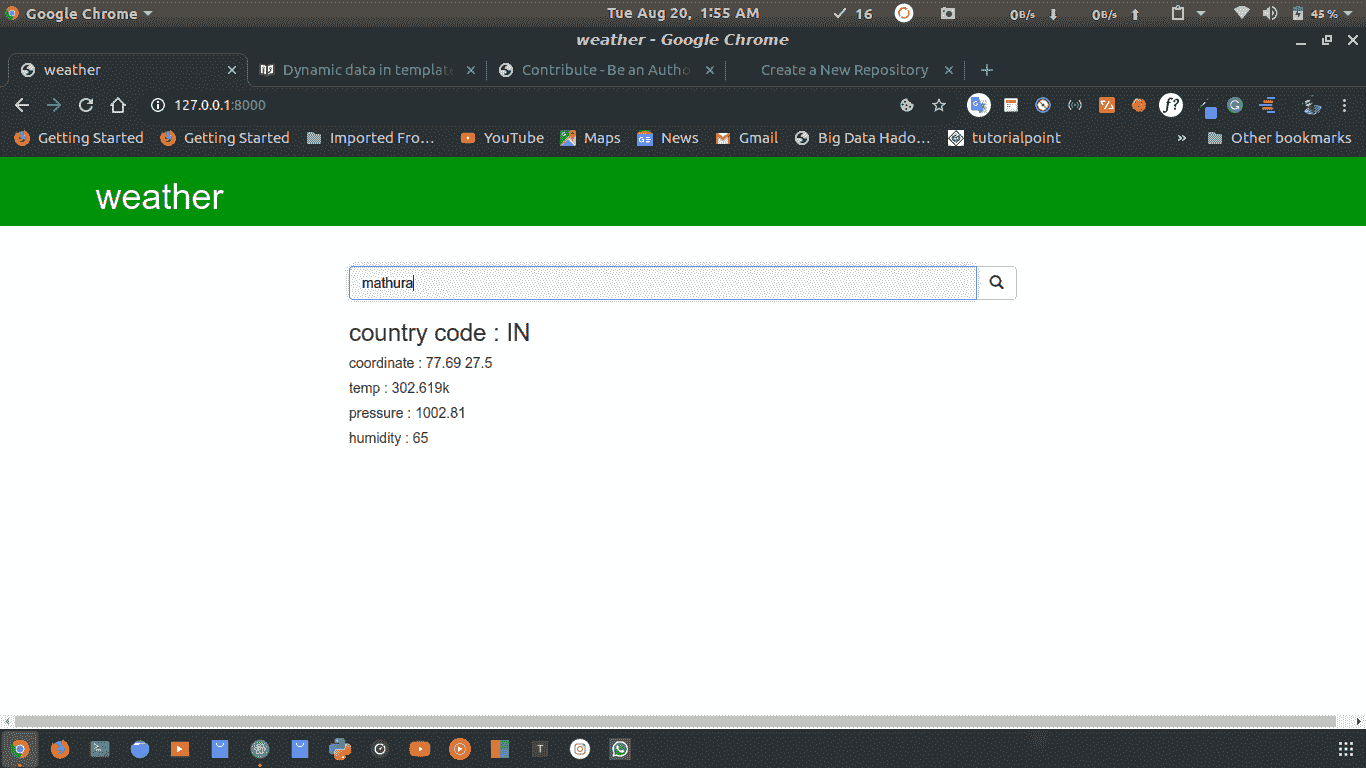 Google Chrome
Tue Aug 20, 1:55 AM
16
0B/s
0B/s
45 %
weather - Google Chrome
weather
Dynamic data in templat
Contribute - Be an Autho
Create a New Repository
127.0.0.1:8000
f?
Getting Started
Getting Started
Imported Fro...
YouTube
Maps
News
Gmail
Big Data Hado...
tutorialpoint
»
Other bookmarks
weather
mathura
country code : IN
coordinate : 77.69 27.5
temp : 302.619k
pressure : 1002.81
humidity : 65
T